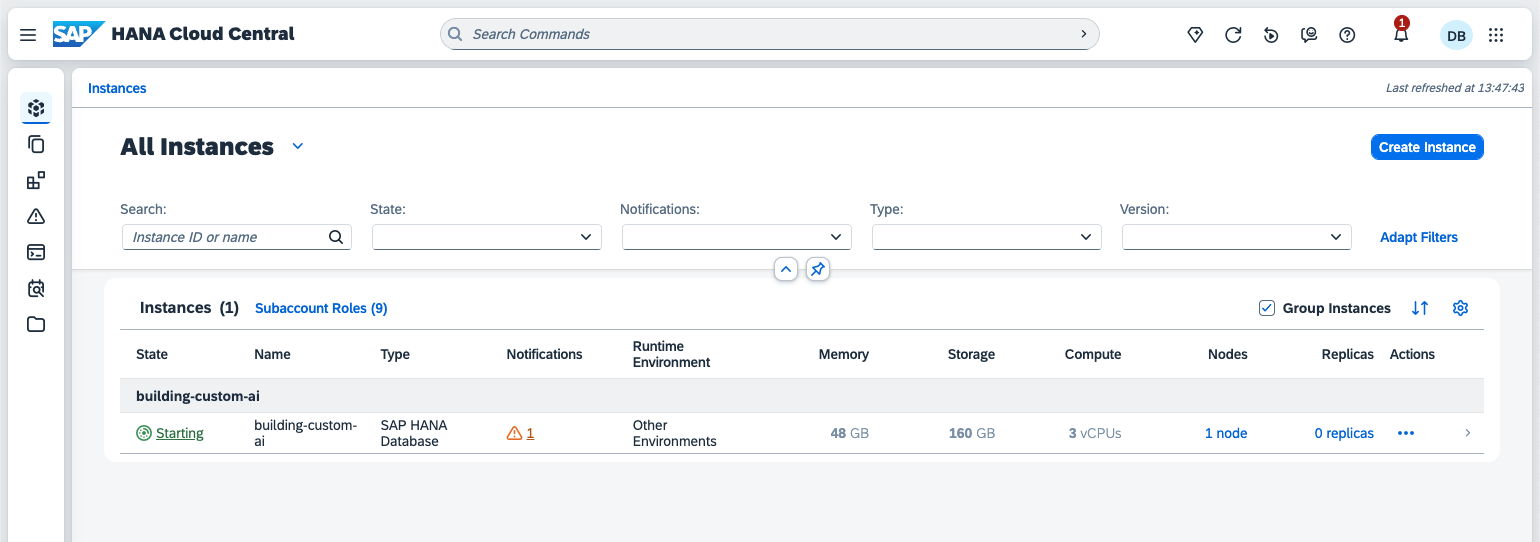 SAP HANA Cloud Central
Search Commands
1
DB
Instances
Last refreshed at 13:47:43
All Instances
Create Instance
Search:
State:
Notifications:
Type:
Version:
Instance ID or name
Adapt Filters
Instances (1)
Subaccount Roles (9)
Group Instances
State
Name
Type
Notifications
Runtime
Environment
Memory
Storage
Compute
Nodes
Replicas
Actions
building-custom-ai
Starting
building-custom-
ai
SAP HANA
Database
1
Other
Environments
48 GB
160 GB
3 vCPUs
1 node
0 replicas